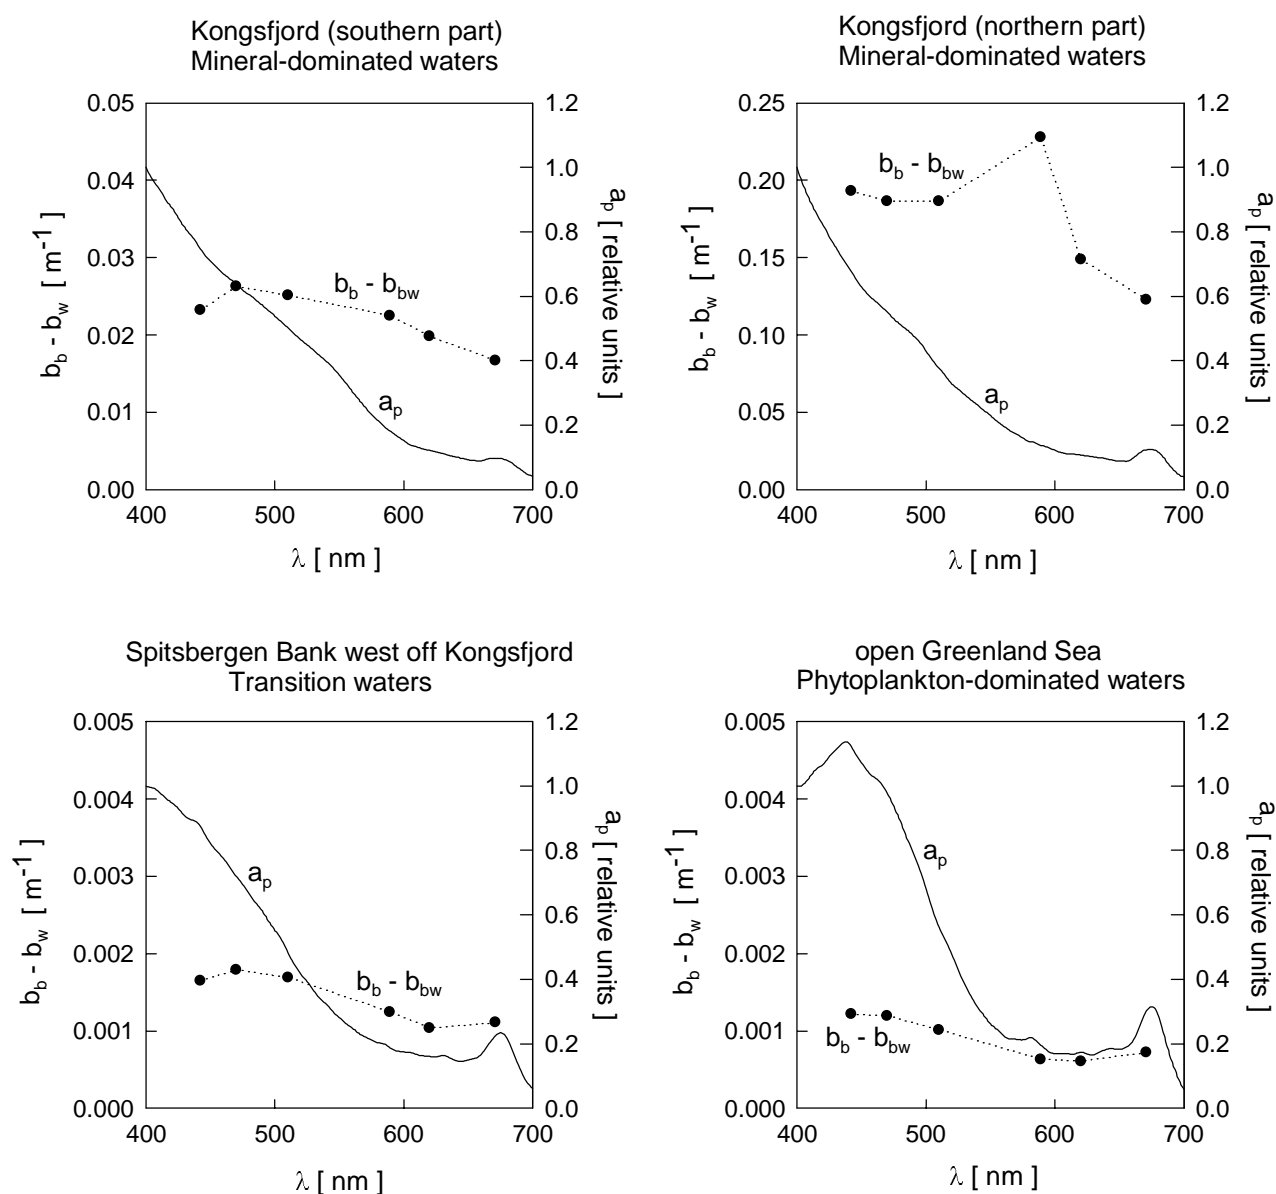 Kongsfjord (southern part)
Mineral-dominated waters
0.05
0.04
0.03
0.02
0.01
0.00
b_b - b_w [ m^-1 ]
1.2
1.0
0.8
0.6
0.4
0.2
0.0
a_p [ relative units ]
b_b - b_bw
a_p
400 500 600 700
λ [ nm ]
Kongsfjord (northern part)
Mineral-dominated waters
0.25
0.20
0.15
0.10
0.05
0.00
b_b - b_w [ m^-1 ]
1.2
1.0
0.8
0.6
0.4
0.2
0.0
a_p [ relative units ]
b_b - b_bw
a_p
400 500 600 700
λ [ nm ]
Spitsbergen Bank west off Kongsfjord
Transition waters
0.005
0.004
0.003
0.002
0.001
0.000
b_b - b_w [ m^-1 ]
1.2
1.0
0.8
0.6
0.4
0.2
0.0
a_p [ relative units ]
a_p
b_b - b_bw
400 500 600 700
λ [ nm ]
open Greenland Sea
Phytoplankton-dominated waters
0.005
0.004
0.003
0.002
0.001
0.000
b_b - b_w [ m^-1 ]
1.2
1.0
0.8
0.6
0.4
0.2
0.0
a_p [ relative units ]
a_p
b_b - b_bw
400 500 600 700
λ [ nm ]